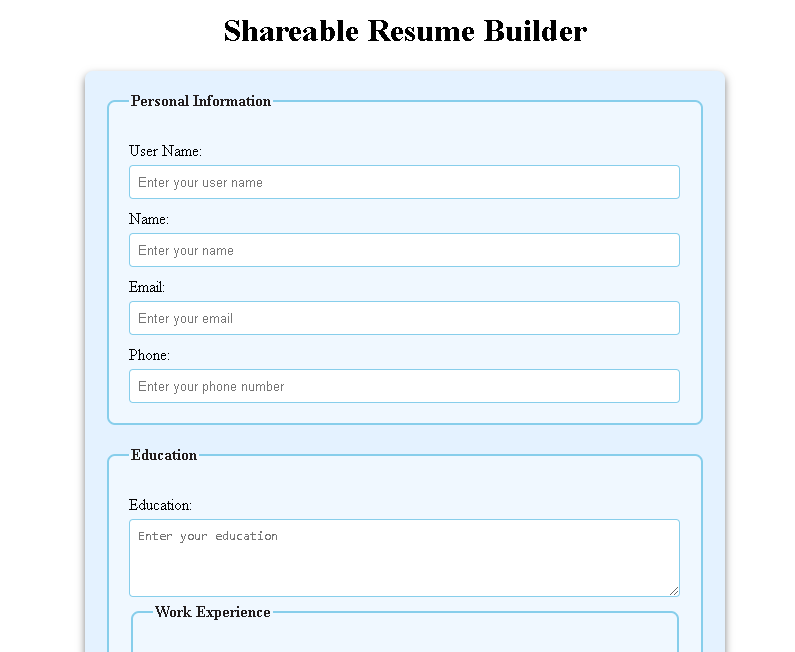 Shareable Resume Builder
Personal Information
User Name:
Enter your user name
Name:
Enter your name
Email:
Enter your email
Phone:
Enter your phone number
Education
Education:
Enter your education
Work Experience